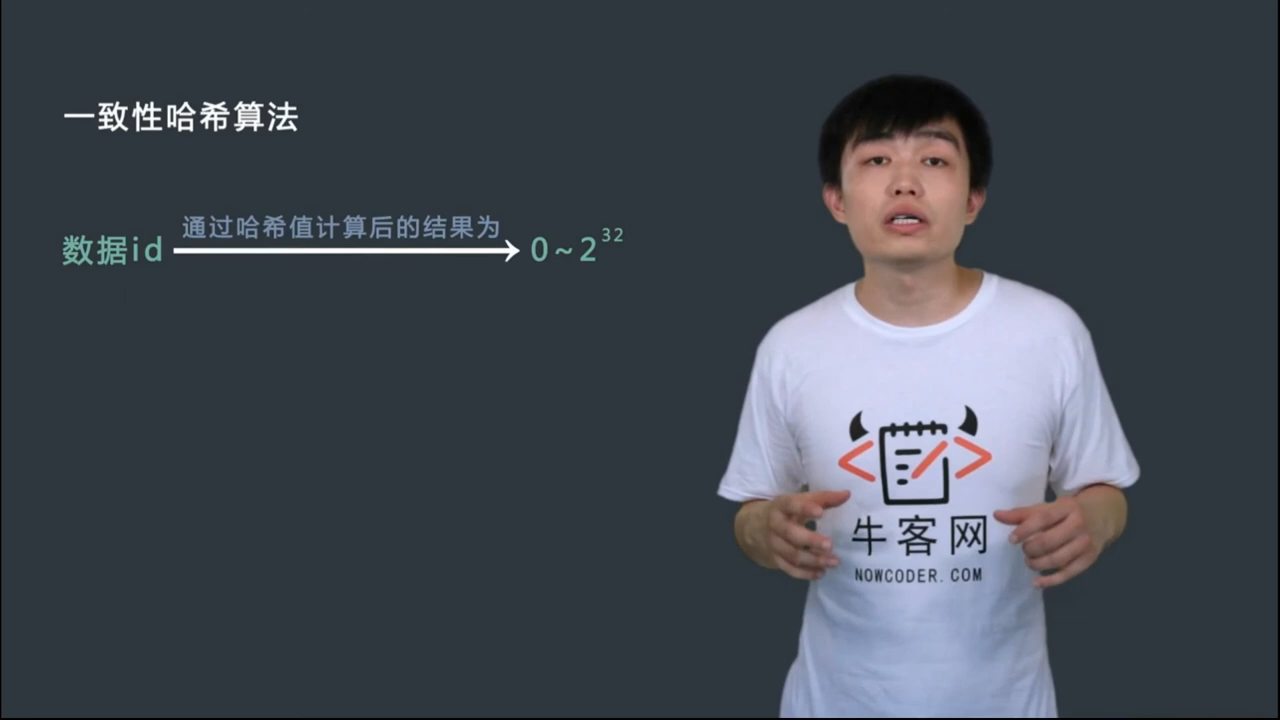 一致性哈希算法
通过哈希值计算后的结果为
数据id
0~2^32
牛客网
NOWCODER.COM